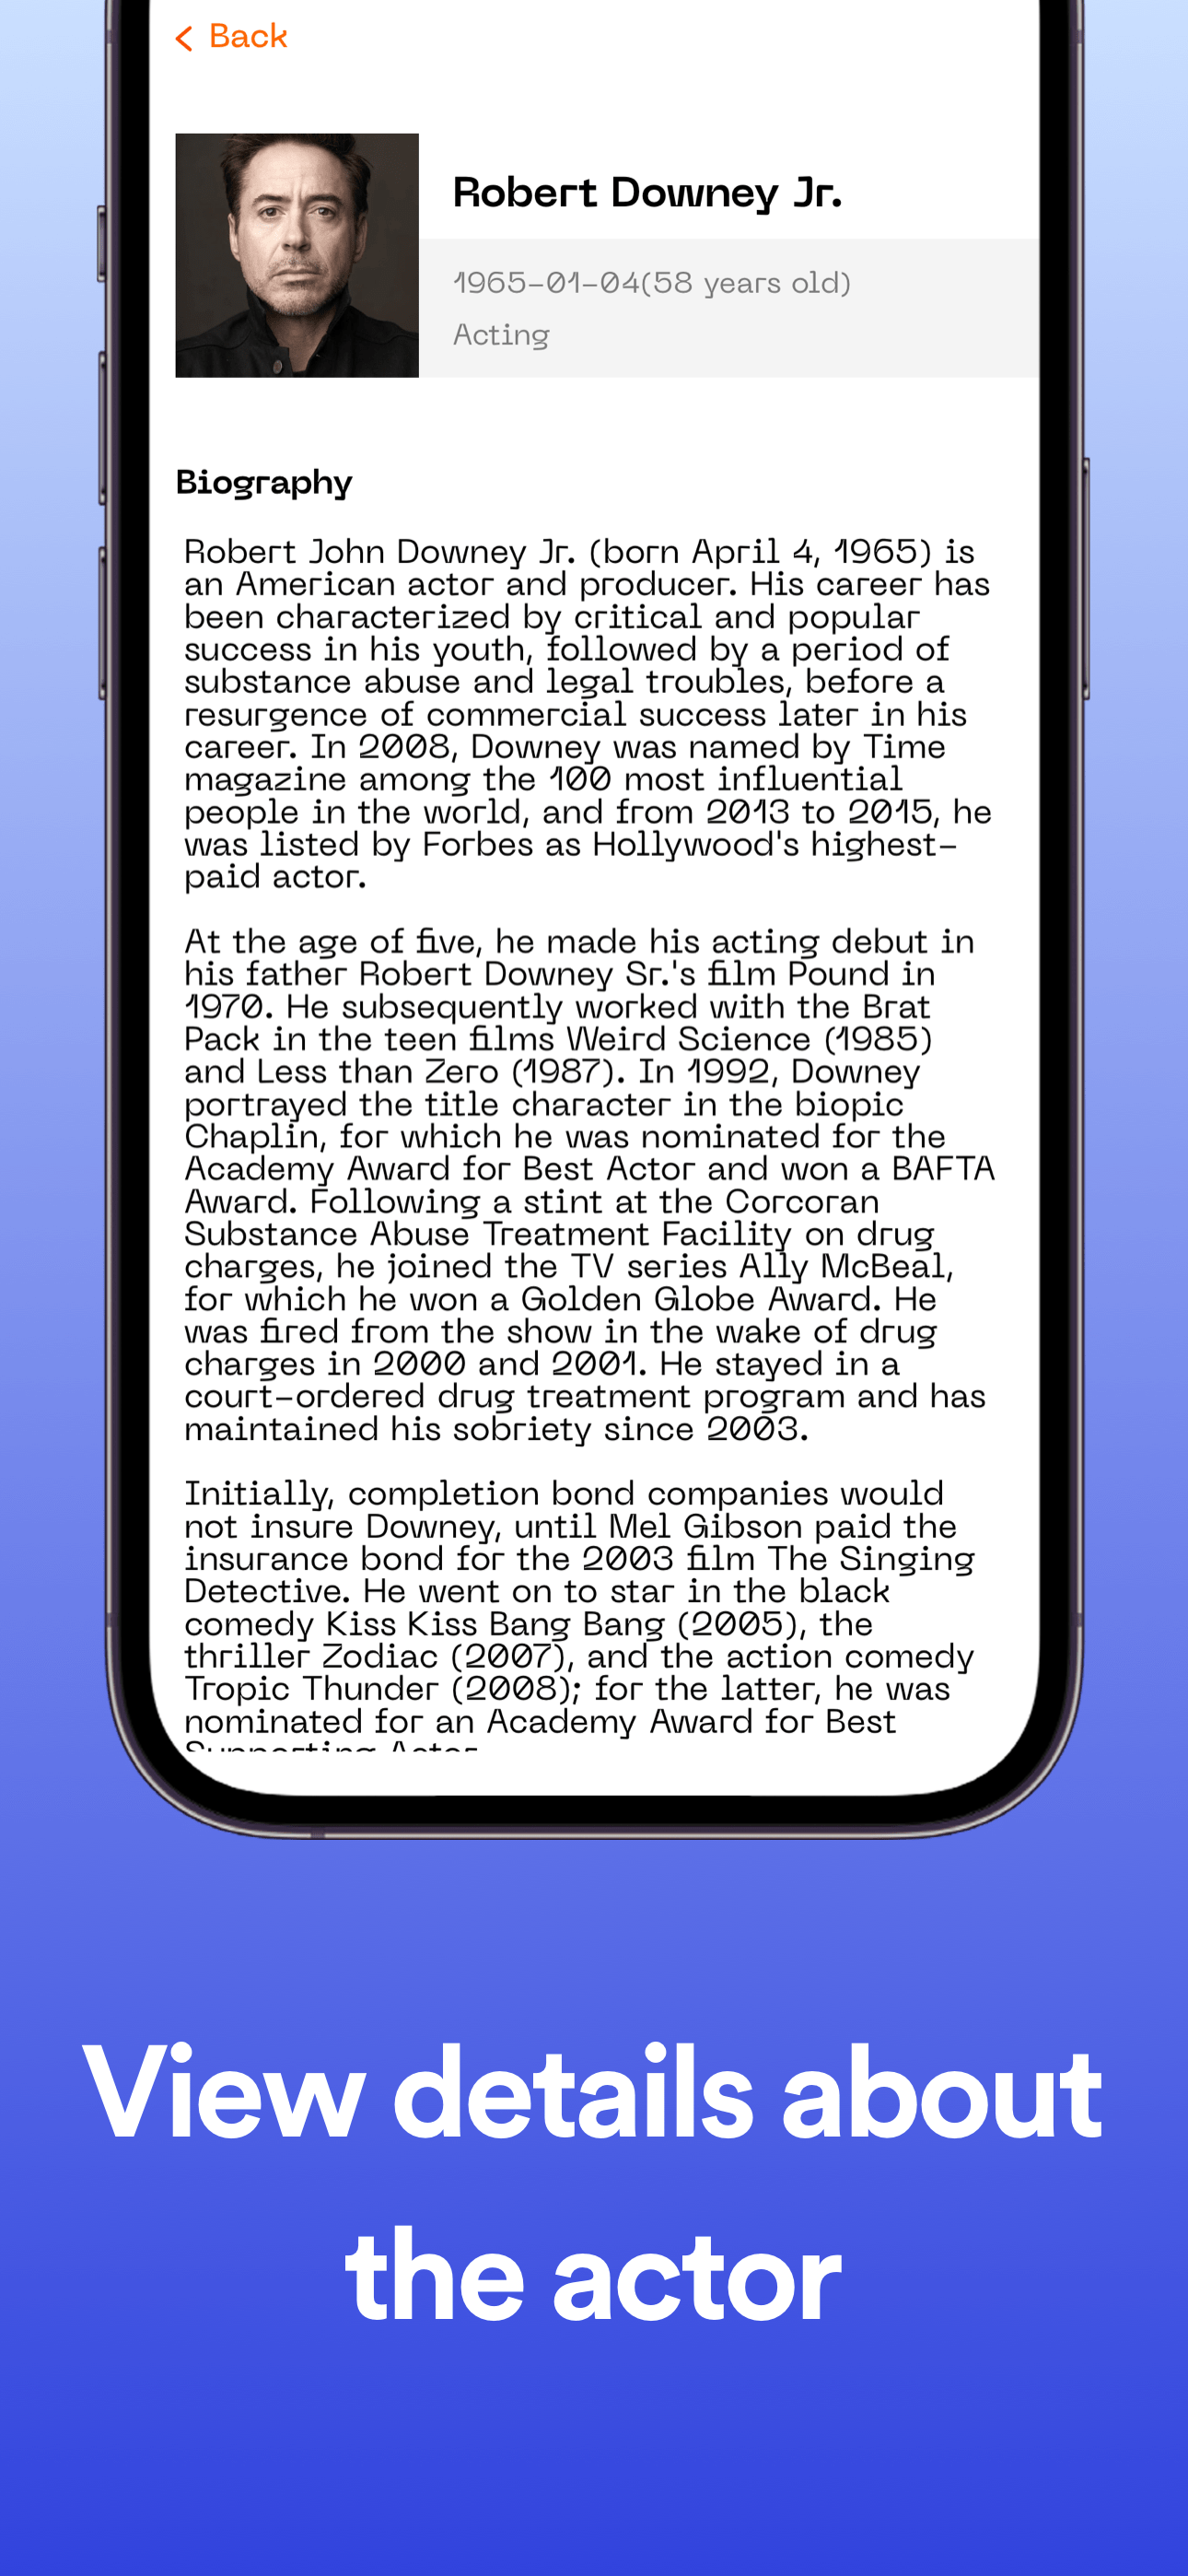 Back
Robert Downey Jr.
1965-01-04(58 years old)
Acting
Biography
Robert John Downey Jr. (born April 4, 1965) is
an American actor and producer. His career has
been characterized by critical and popular
success in his youth, followed by a period of
substance abuse and legal troubles, before a
resurgence of commercial success later in his
career. In 2008, Downey was named by Time
magazine among the 100 most influential
people in the world, and from 2013 to 2015, he
was listed by Forbes as Hollywood's highest-
paid actor.
At the age of five, he made his acting debut in
his father Robert Downey Sr.'s film Pound in
1970. He subsequently worked with the Brat
Pack in the teen films Weird Science (1985)
and Less than Zero (1987). In 1992, Downey
portrayed the title character in the biopic
Chaplin, for which he was nominated for the
Academy Award for Best Actor and won a BAFTA
Award. Following a stint at the Corcoran
Substance Abuse Treatment Facility on drug
charges, he joined the TV series Ally McBeal,
for which he won a Golden Globe Award. He
was fired from the show in the wake of drug
charges in 2000 and 2001. He stayed in a
court-ordered drug treatment program and has
maintained his sobriety since 2003.
Initially, completion bond companies would
not insure Downey, until Mel Gibson paid the
insurance bond for the 2003 film The Singing
Detective. He went on to star in the black
comedy Kiss Kiss Bang Bang (2005), the
thriller Zodiac (2007), and the action comedy
Tropic Thunder (2008); for the latter, he was
nominated for an Academy Award for Best
Supporting Actor
View details about
the actor